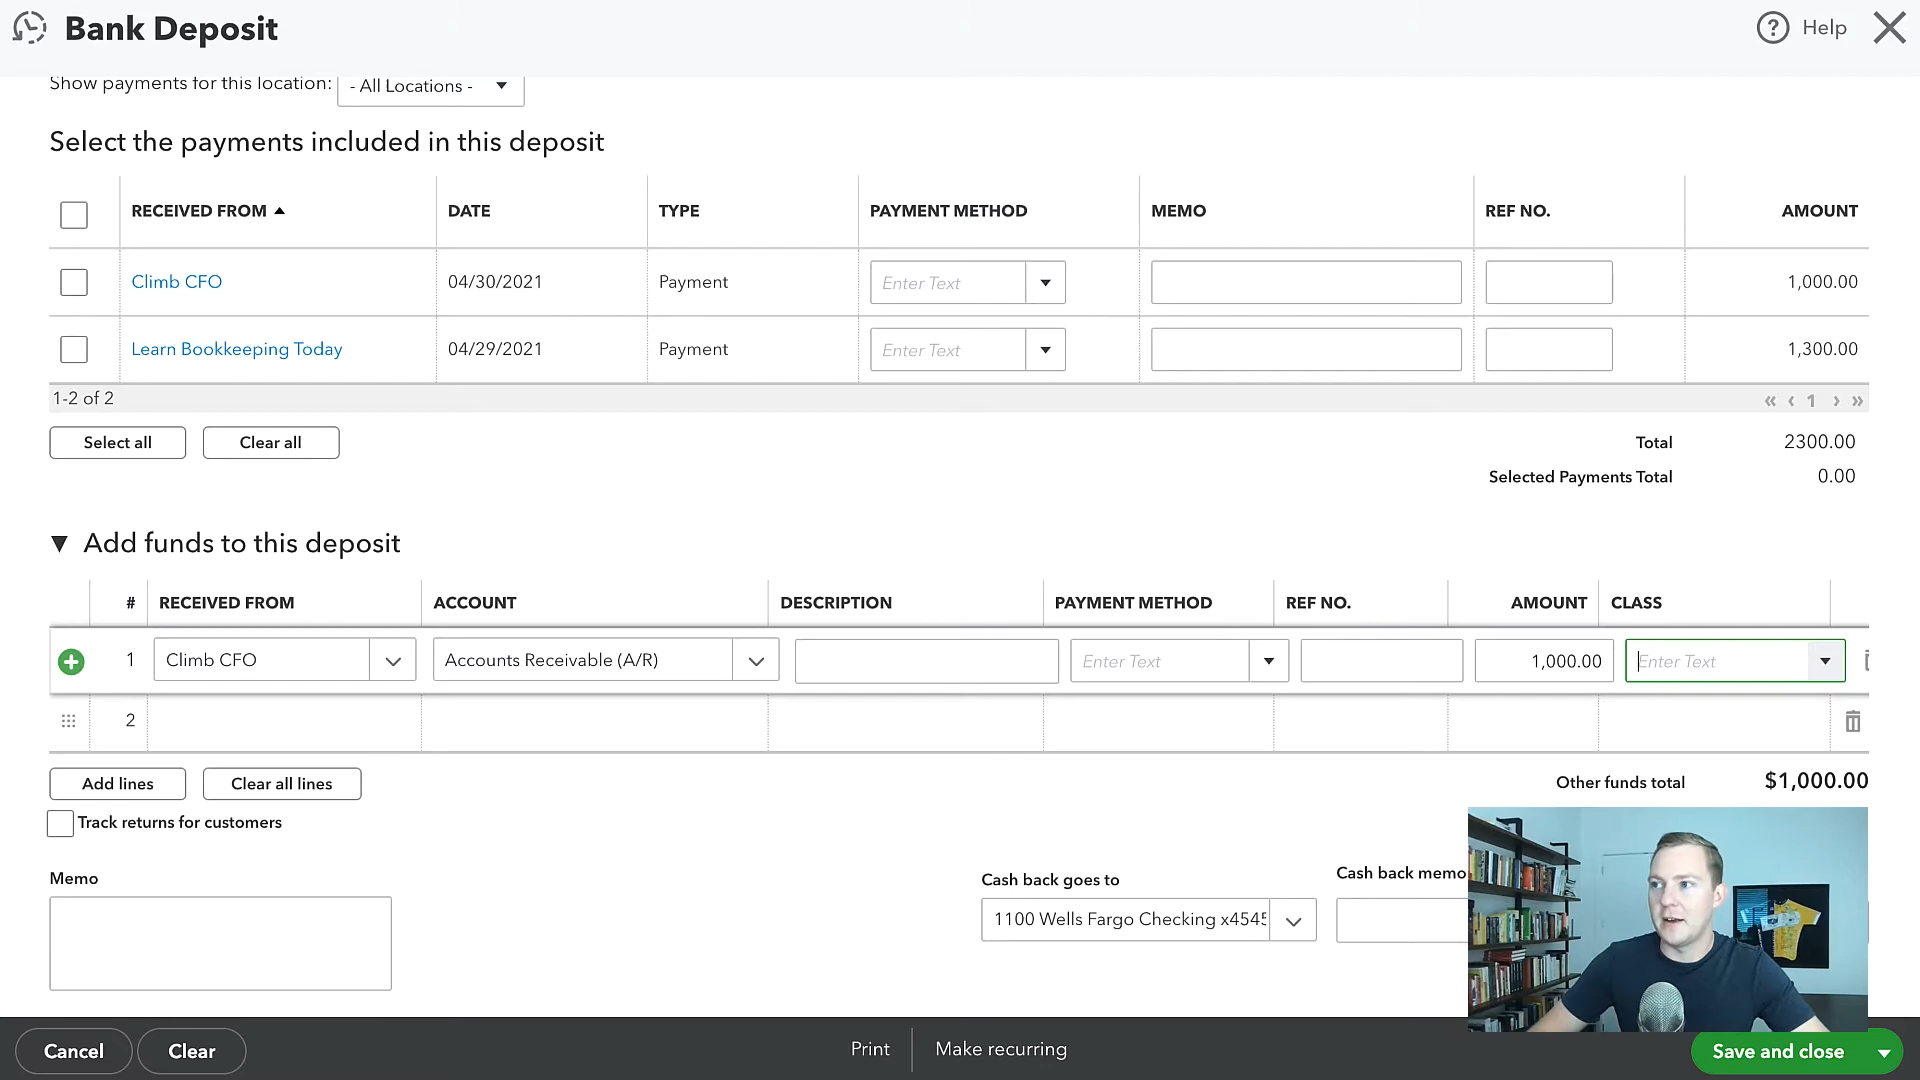 Bank Deposit
Help
Show payments for this location: - All Locations -
Select the payments included in this deposit
RECEIVED FROM DATE TYPE PAYMENT METHOD MEMO REF NO. AMOUNT
Climb CFO 04/30/2021 Payment Enter Text 1,000.00
Learn Bookkeeping Today 04/29/2021 Payment Enter Text 1,300.00
1-2 of 2 « ‹ 1 › »
Select all Clear all Total 2300.00
Selected Payments Total 0.00
Add funds to this deposit
# RECEIVED FROM ACCOUNT DESCRIPTION PAYMENT METHOD REF NO. AMOUNT CLASS
1 Climb CFO Accounts Receivable (A/R) Enter Text 1,000.00 Enter Text
2
Add lines Clear all lines Other funds total $1,000.00
Track returns for customers
Memo Cash back goes to Cash back memo
1100 Wells Fargo Checking x4545
Cancel Clear Print Make recurring Save and close